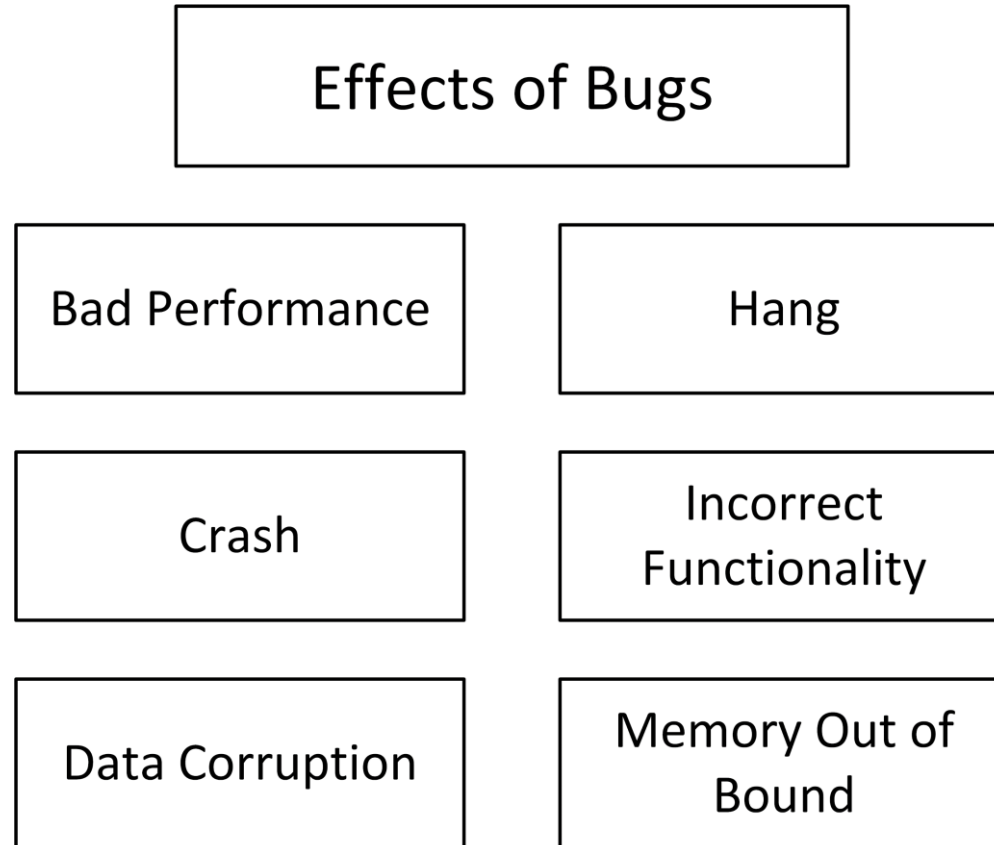 Effects of Bugs
Bad Performance
Hang
Crash
Incorrect
Functionality
Data Corruption
Memory Out of
Bound